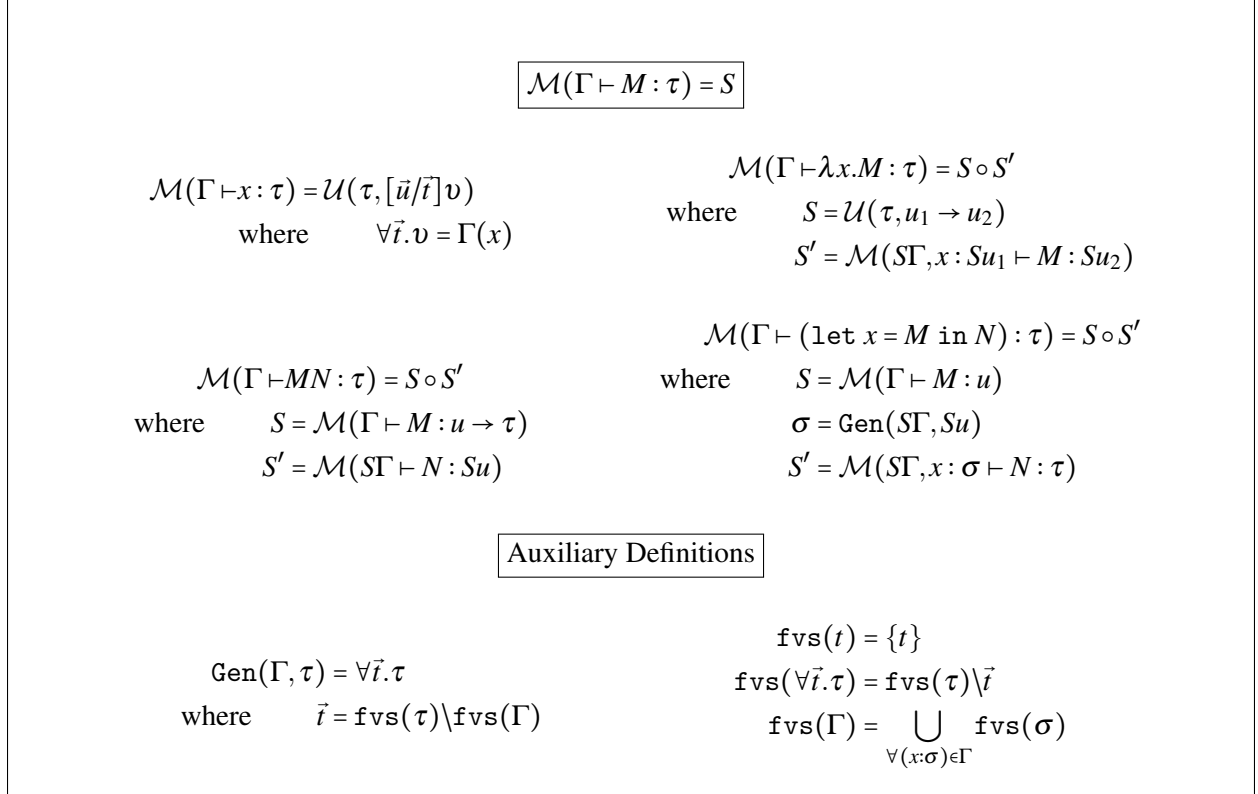 ℳ(Γ ⊢ M : τ) = S
ℳ(Γ ⊢ x : τ) = 𝒰(τ, [u⃗/t⃗]υ)
where ∀t⃗.υ = Γ(x)
ℳ(Γ ⊢ λx.M : τ) = S ∘ S′
where S = 𝒰(τ, u₁ → u₂)
S′ = ℳ(SΓ, x : Su₁ ⊢ M : Su₂)
ℳ(Γ ⊢ MN : τ) = S ∘ S′
where S = ℳ(Γ ⊢ M : u → τ)
S′ = ℳ(SΓ ⊢ N : Su)
ℳ(Γ ⊢ (let x = M in N) : τ) = S ∘ S′
where S = ℳ(Γ ⊢ M : u)
σ = Gen(SΓ, Su)
S′ = ℳ(SΓ, x : σ ⊢ N : τ)
Auxiliary Definitions
Gen(Γ, τ) = ∀t⃗.τ
where t⃗ = fvs(τ)\fvs(Γ)
fvs(t) = {t}
fvs(∀t⃗.τ) = fvs(τ)\t⃗
fvs(Γ) = ⋃ fvs(σ)
∀(x:σ)∈Γ